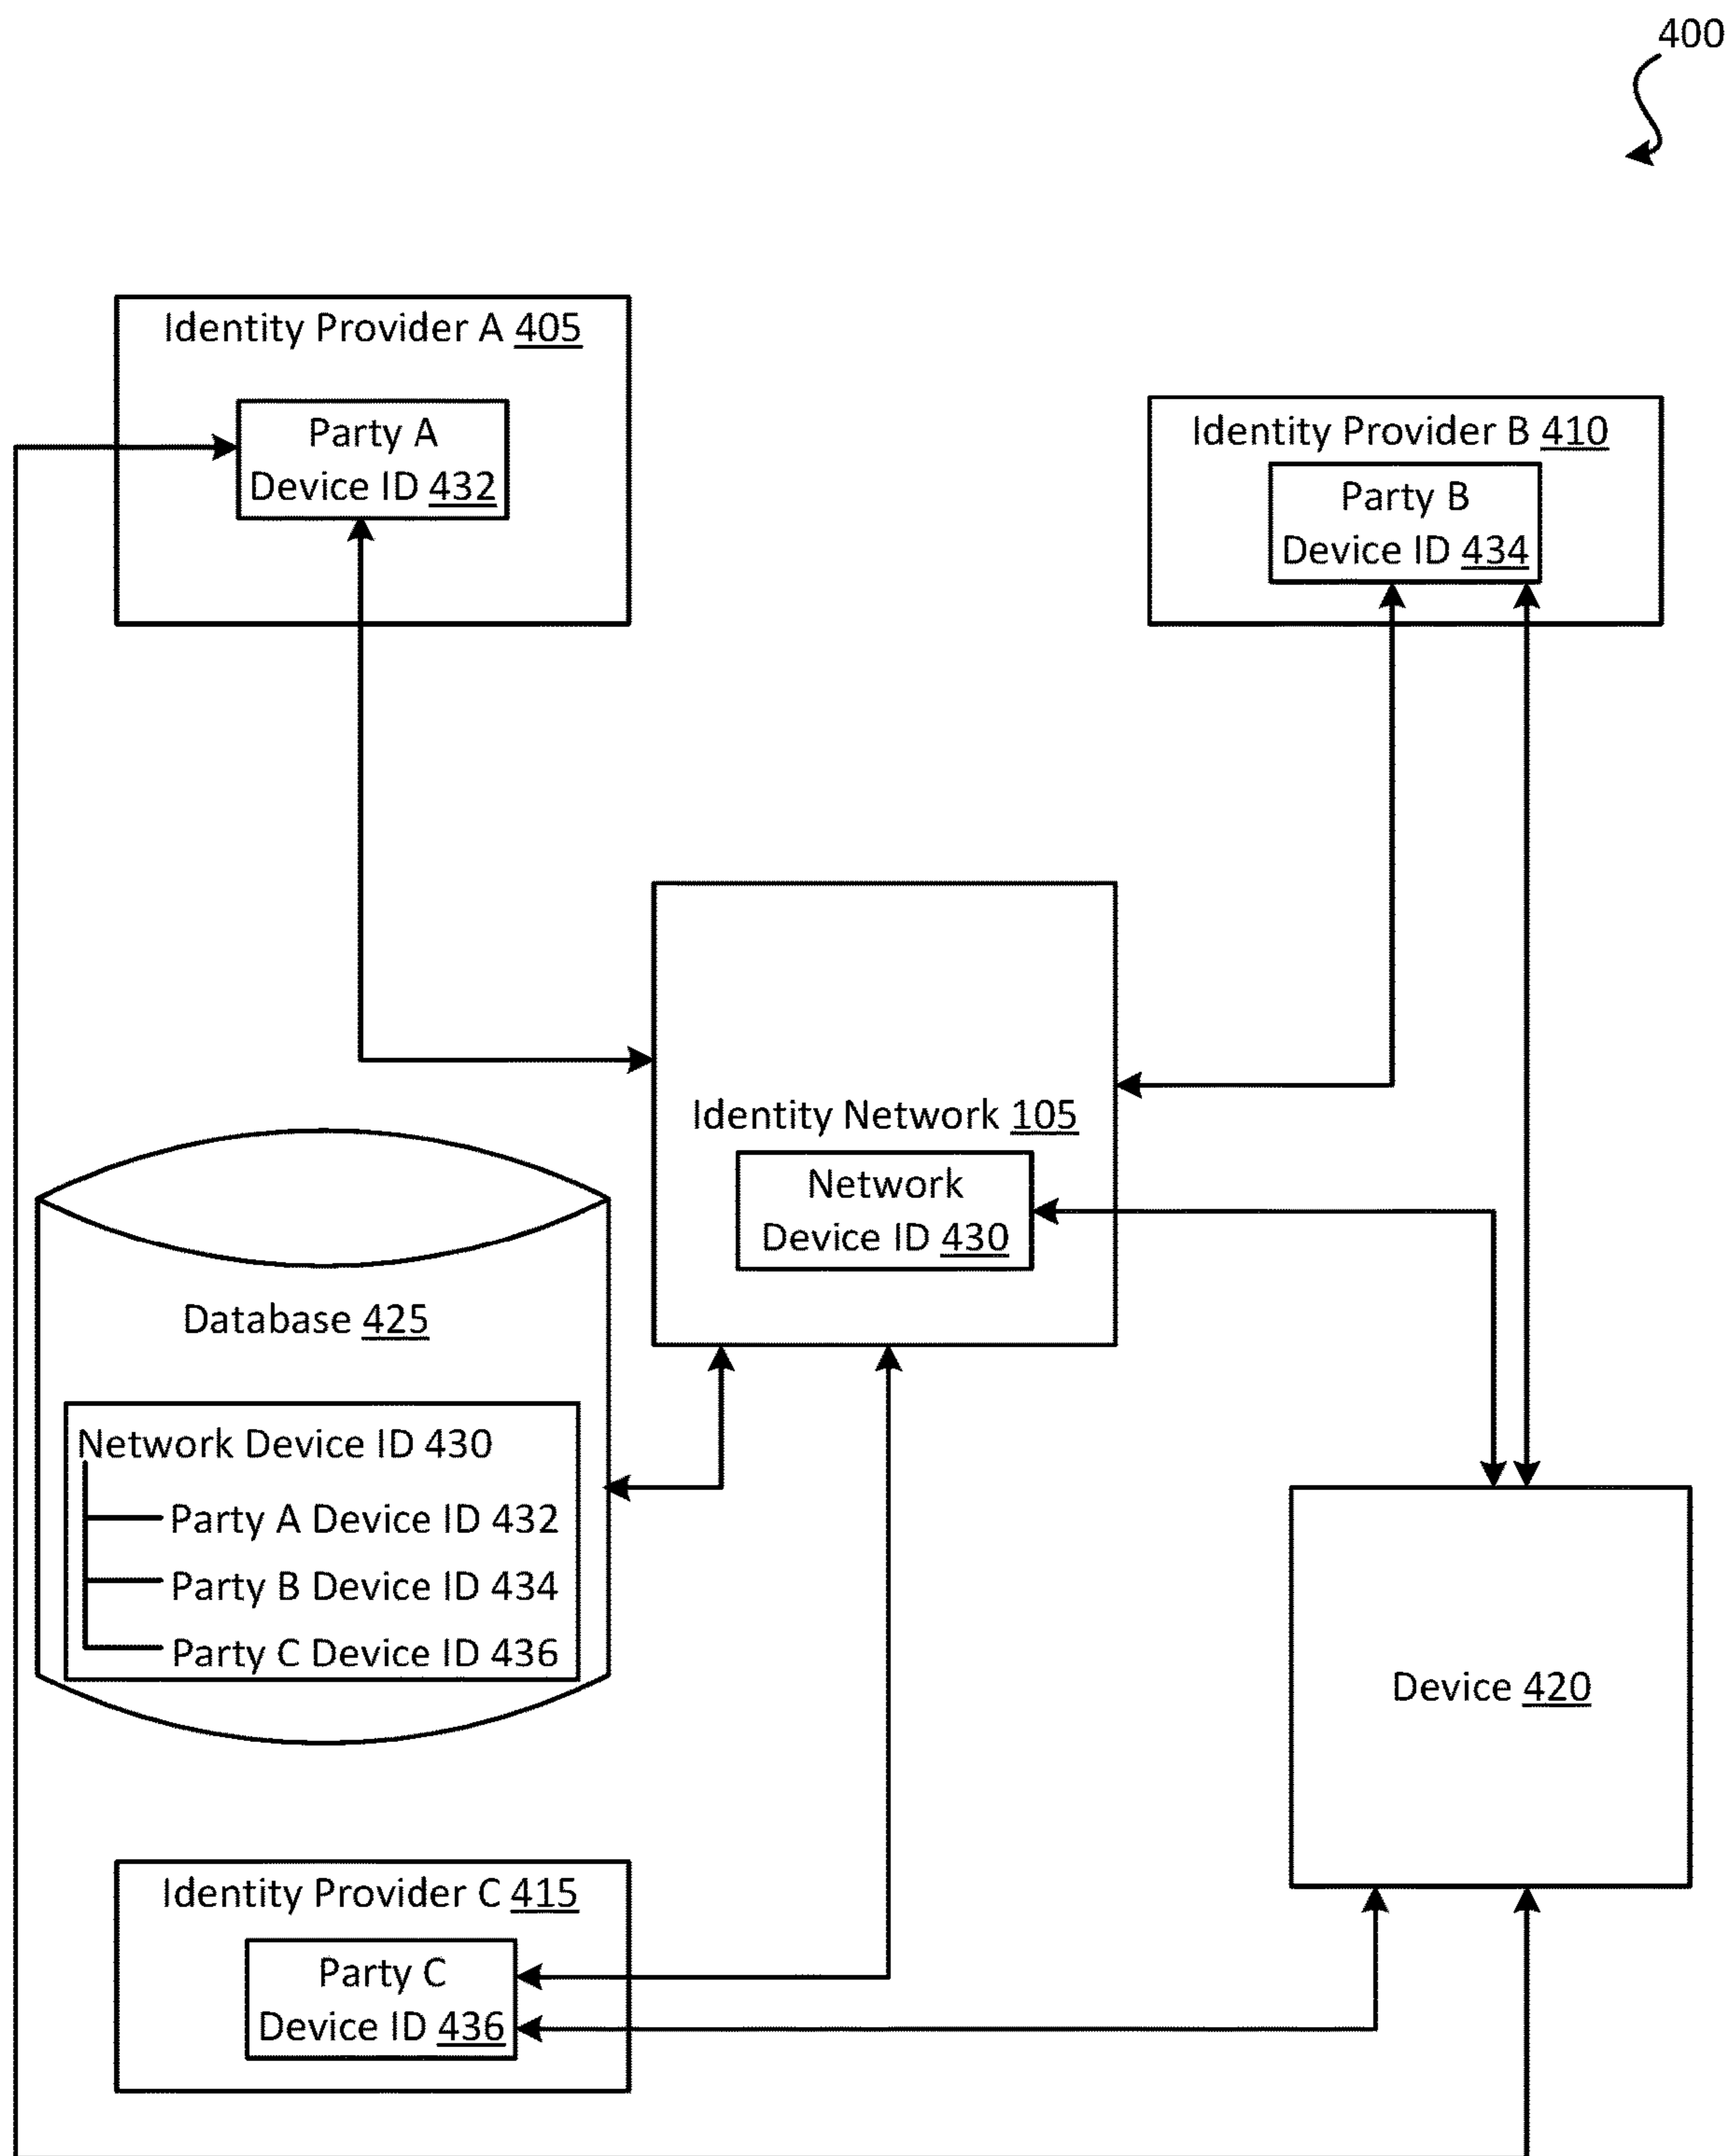 400
Identity Provider A 405
Party A
Device ID 432
Identity Provider B 410
Party B
Device ID 434
Identity Network 105
Network
Device ID 430
Database 425
Network Device ID 430
Party A Device ID 432
Party B Device ID 434
Party C Device ID 436
Device 420
Identity Provider C 415
Party C
Device ID 436